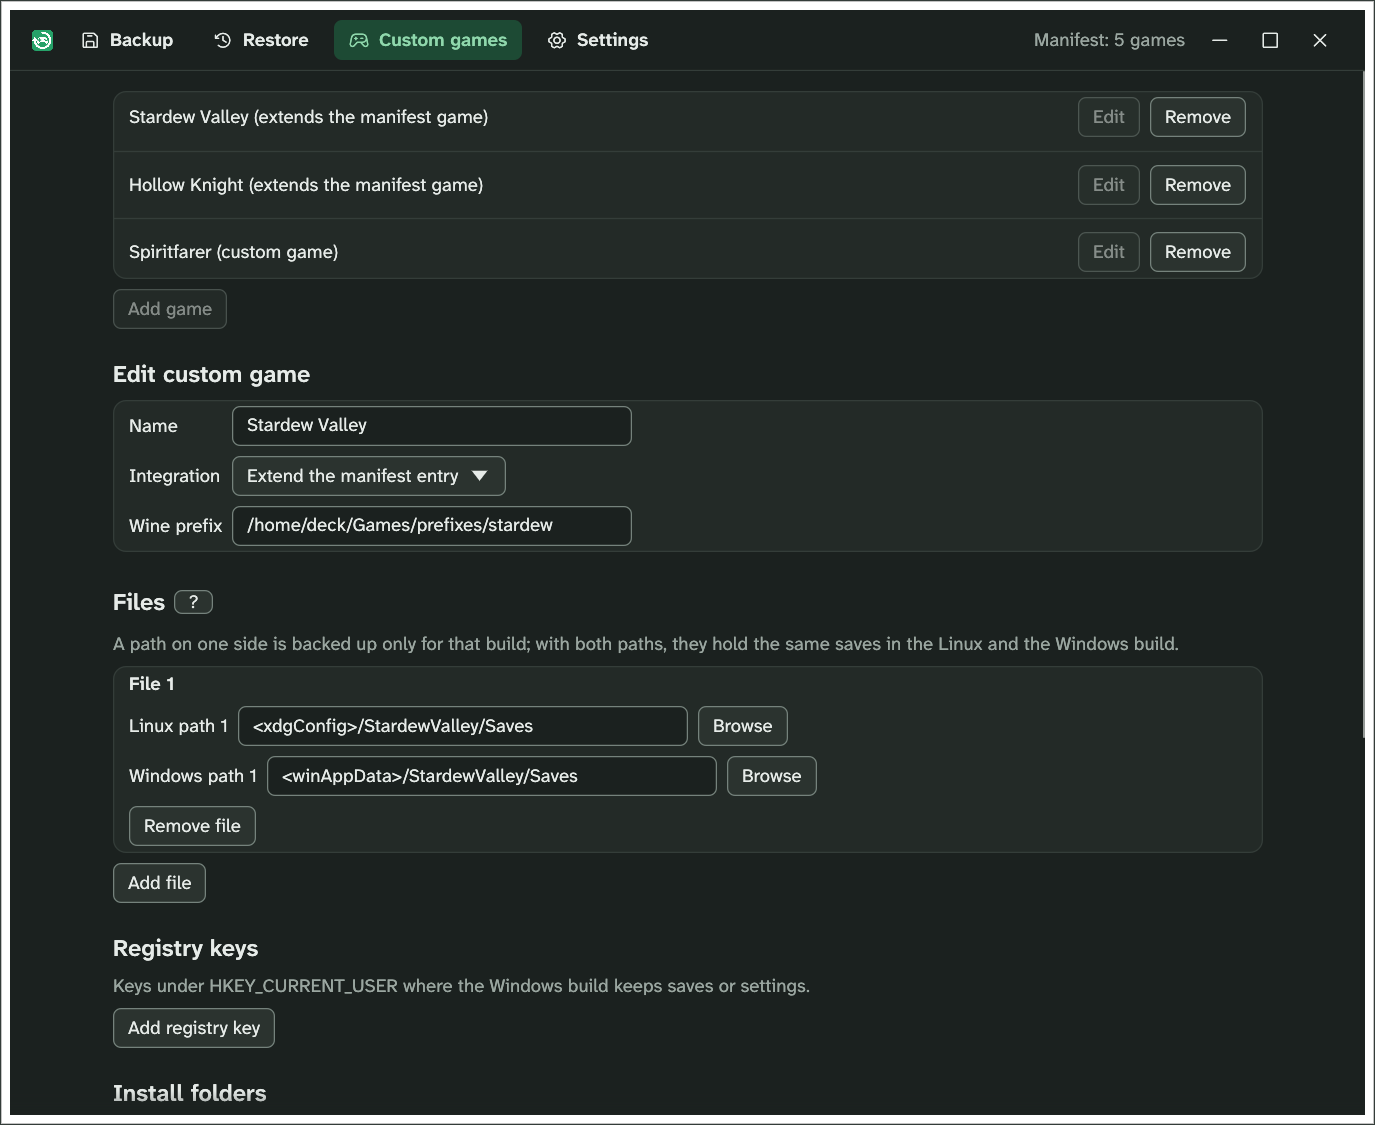 Backup Restore Custom games Settings Manifest: 5 games
Stardew Valley (extends the manifest game) Edit Remove
Hollow Knight (extends the manifest game) Edit Remove
Spiritfarer (custom game) Edit Remove
Add game
Edit custom game
Name Stardew Valley
Integration Extend the manifest entry
Wine prefix /home/deck/Games/prefixes/stardew
Files ?
A path on one side is backed up only for that build; with both paths, they hold the same saves in the Linux and the Windows build.
File 1
Linux path 1 <xdgConfig>/StardewValley/Saves Browse
Windows path 1 <winAppData>/StardewValley/Saves Browse
Remove file
Add file
Registry keys
Keys under HKEY_CURRENT_USER where the Windows build keeps saves or settings.
Add registry key
Install folders